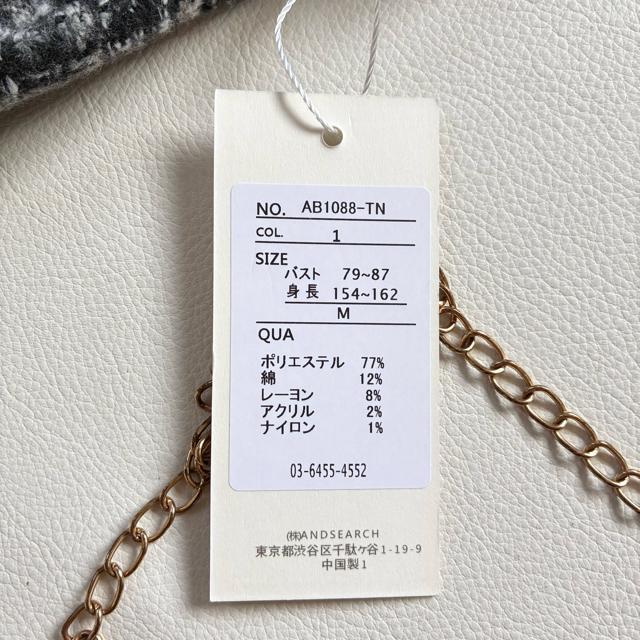 NO. AB1088-TN
COL. 1
SIZE
バスト 79~87
身長 154~162
M
QUA
ポリエステル 77%
綿 12%
レーヨン 8%
アクリル 2%
ナイロン 1%
03-6455-4552
(株)ANDSEARCH
東京都渋谷区千駄ヶ谷1-19-9
中国製1